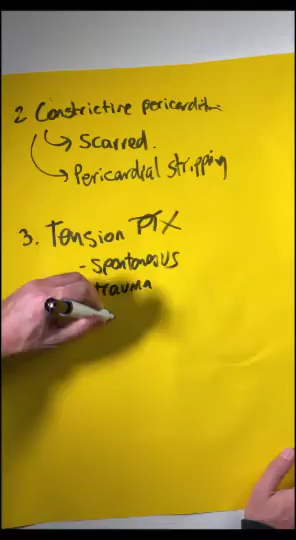 2 Constrictive pericarditis
↳ Scarred.
↳ Pericardial stripping
3. Tension PTX
- Spontaneous
trauma